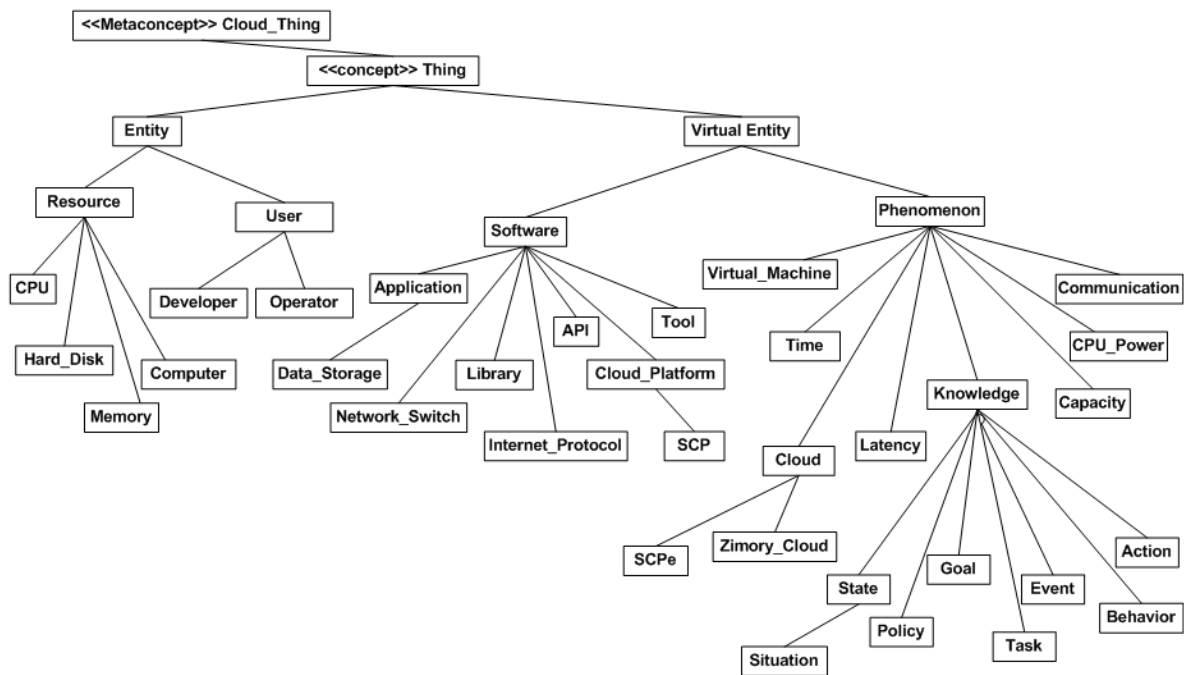 <<Metaconcept>> Cloud_Thing
<<concept>> Thing
Entity
Virtual Entity
Resource
User
Software
Phenomenon
CPU
Developer
Operator
Application
Virtual_Machine
Communication
Hard_Disk
Computer
Memory
Data_Storage
Network_Switch
Library
Internet_Protocol
API
Cloud_Platform
Tool
SCP
Time
CPU_Power
Knowledge
Capacity
Cloud
Latency
SCPe
Zimory_Cloud
State
Policy
Goal
Task
Event
Behavior
Action
Situation